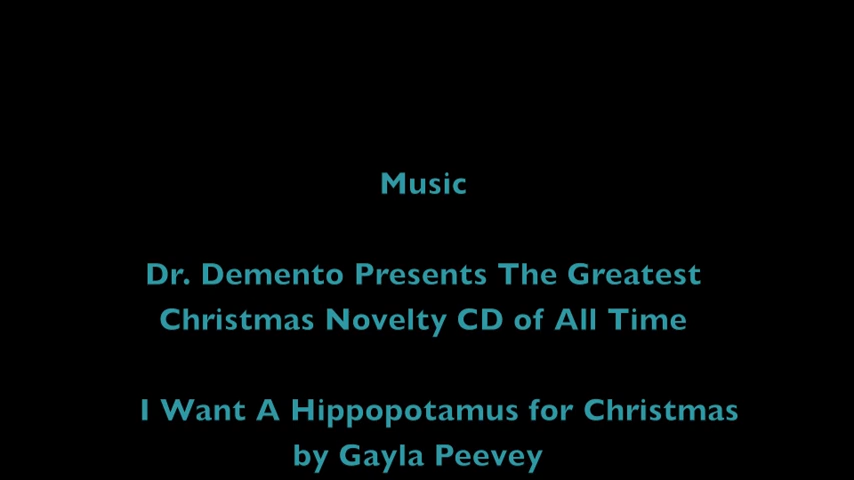 Music
Dr. Demento Presents The Greatest
Christmas Novelty CD of All Time
I Want A Hippopotamus for Christmas
by Gayla Peevey